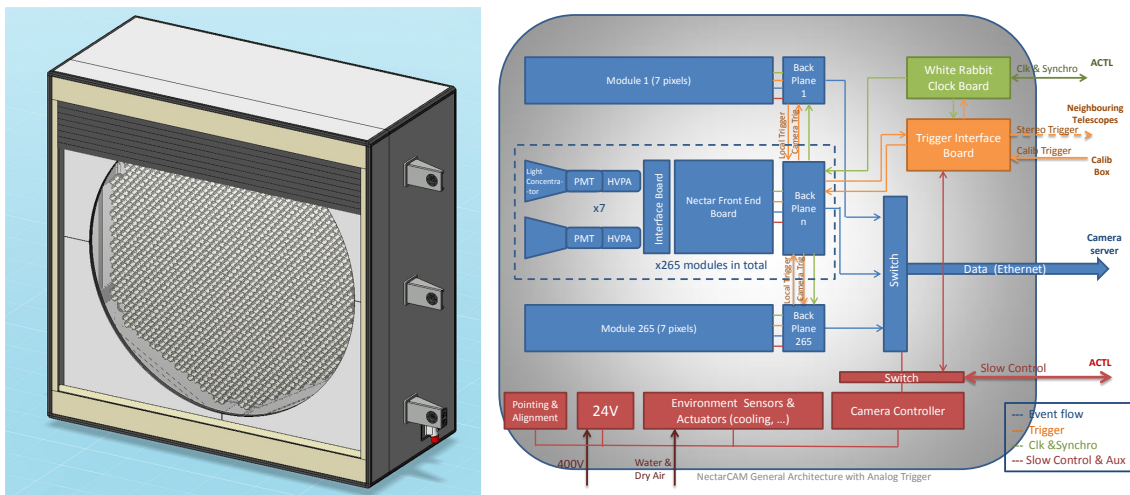 Module 1 (7 pixels)
Back
Plane
1
White Rabbit
Clock Board
Clk & Synchro
ACTL
Neighbouring
Telescopes
Stereo Trigger
Trigger Interface
Board
Calib Trigger
Calib
Box
Local Trigger
Camera Trig.
Light
Concentra-
tor
PMT
HVPA
x7
PMT
HVPA
Interface Board
Nectar Front End
Board
Back
Plane
n
x265 modules in total
Local Trigger
Camera Trig.
Switch
Camera
server
Data (Ethernet)
Module 265 (7 pixels)
Back
Plane
265
Slow Control
ACTL
Switch
Pointing &
Alignment
24V
Environment Sensors &
Actuators (cooling, …)
Camera Controller
--- Event flow
--- Trigger
--- Clk &Synchro
--- Slow Control & Aux
400V
Water &
Dry Air
NectarCAM General Architecture with Analog Trigger